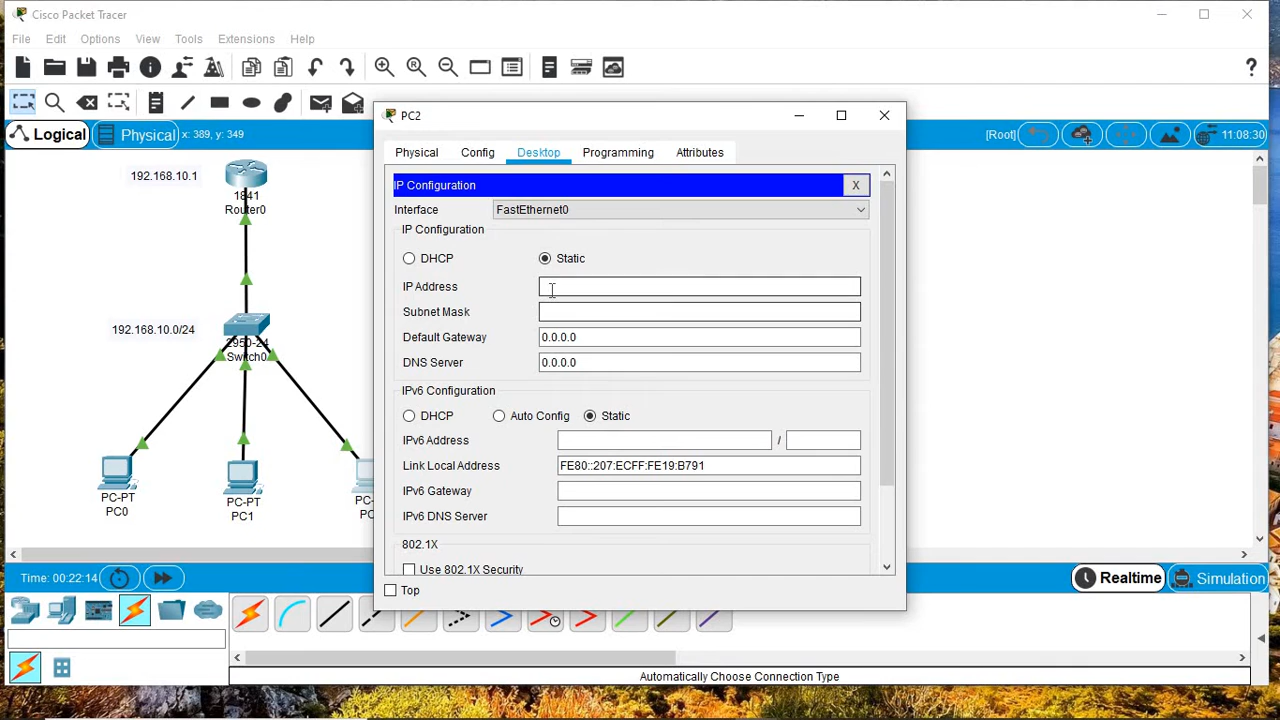 Cisco Packet Tracer
File Edit Options View Tools Extensions Help
Logical Physical x: 389, y: 349 [Root] 11:08:30
192.168.10.1
1841
Router0
192.168.10.0/24
2950-24
Switch0
PC-PT
PC0
PC-PT
PC1
PC-
PC2
Physical Config Desktop Programming Attributes
IP Configuration X
Interface FastEthernet0
IP Configuration
DHCP Static
IP Address
Subnet Mask
Default Gateway 0.0.0.0
DNS Server 0.0.0.0
IPv6 Configuration
DHCP Auto Config Static
IPv6 Address /
Link Local Address FE80::207:ECFF:FE19:B791
IPv6 Gateway
IPv6 DNS Server
802.1X
Use 802.1X Security
Top
Time: 00:22:14 Realtime Simulation
Automatically Choose Connection Type